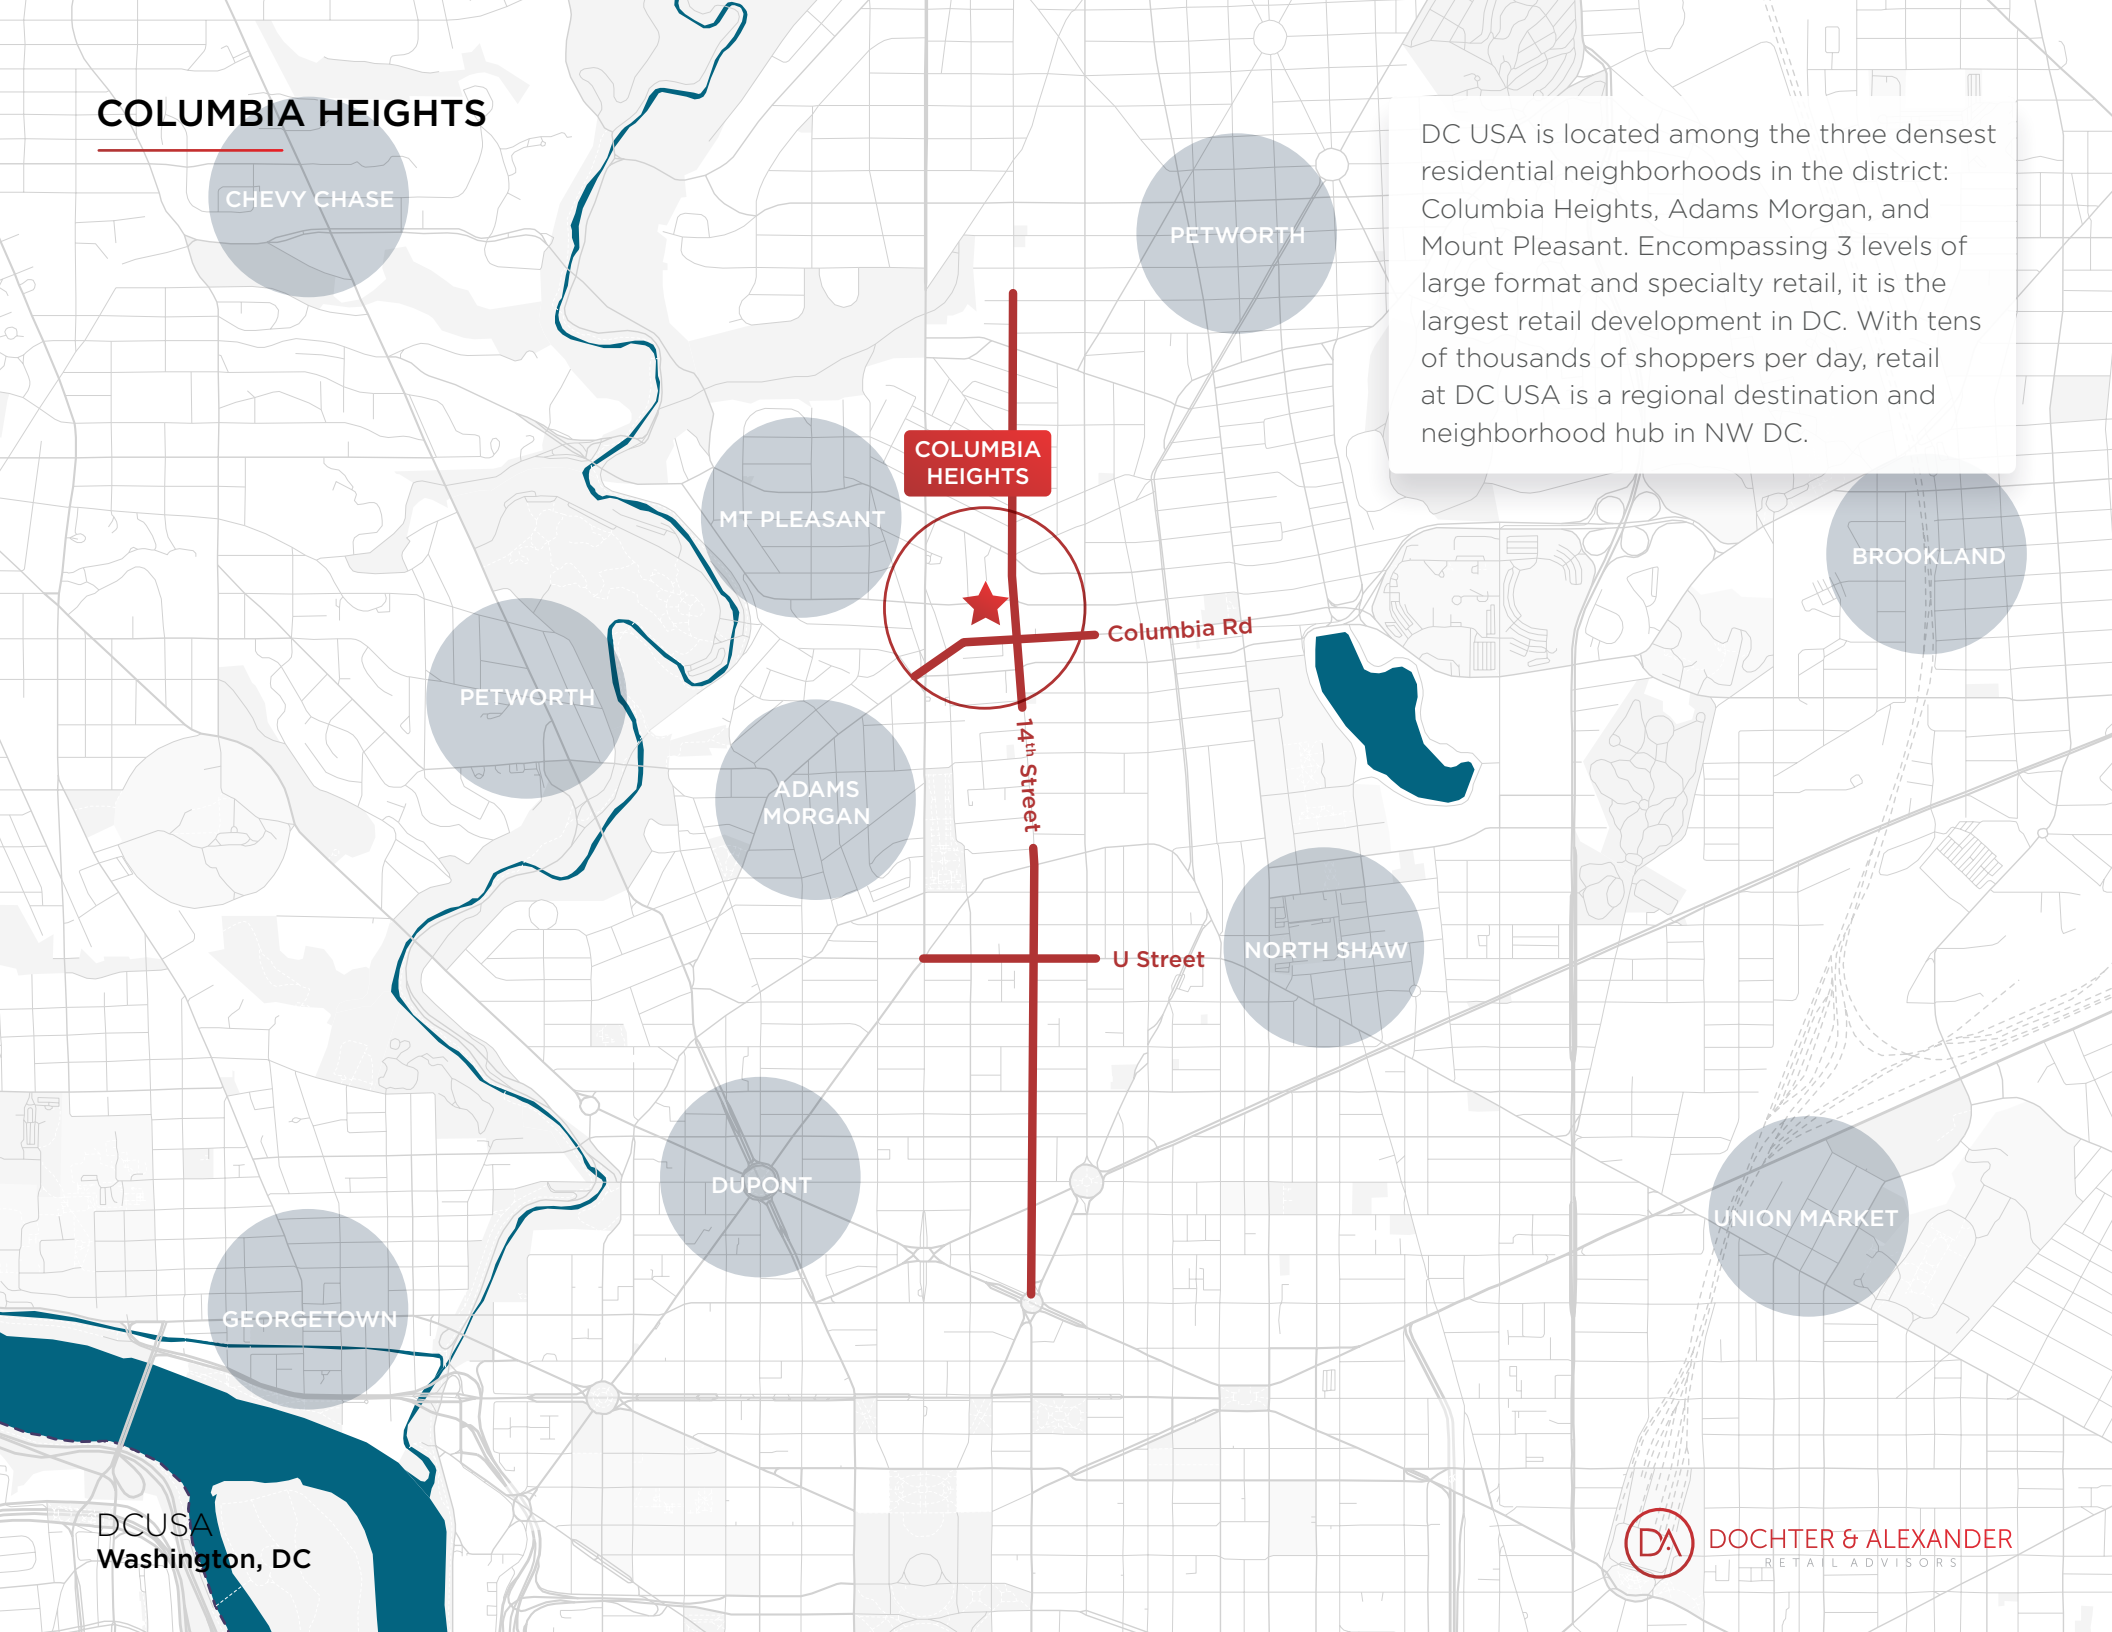 COLUMBIA HEIGHTS
CHEVY CHASE
PETWORTH
DC USA is located among the three densest
residential neighborhoods in the district:
Columbia Heights, Adams Morgan, and
Mount Pleasant. Encompassing 3 levels of
large format and specialty retail, it is the
largest retail development in DC. With tens
of thousands of shoppers per day, retail
at DC USA is a regional destination and
neighborhood hub in NW DC.
COLUMBIA
HEIGHTS
MT PLEASANT
BROOKLAND
Columbia Rd
PETWORTH
14th Street
ADAMS
MORGAN
U Street
NORTH SHAW
DUPONT
UNION MARKET
GEORGETOWN
DCUSA
Washington, DC
DA
DOCHTER & ALEXANDER
RETAIL ADVISORS